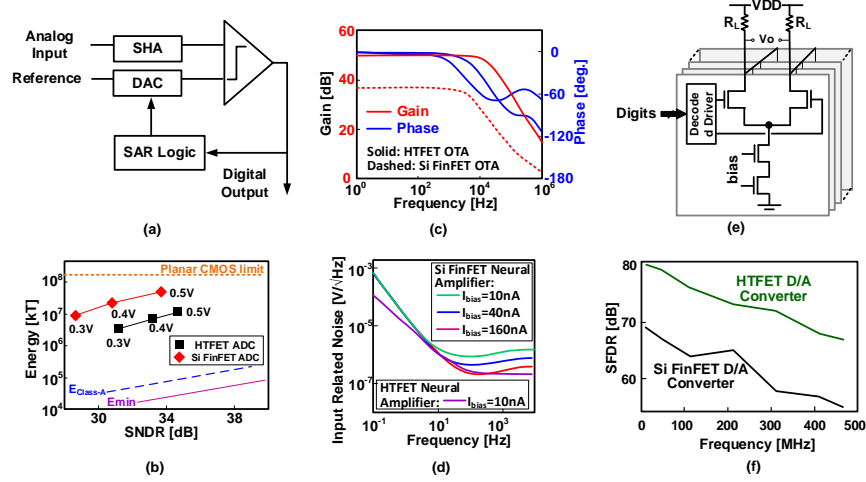 Analog
Input
SHA
Reference
DAC
SAR Logic
Digital
Output
(a)
60
40
20
0
Gain [dB]
Gain
Phase
Solid: HTFET OTA
Dashed: Si FinFET OTA
0
-60
-120
-180
Phase [deg.]
10^0
10^2
10^4
10^6
Frequency [Hz]
(c)
VDD
R_L
R_L
Vo
Digits
Decode
d Driver
bias
(e)
Energy [kT]
10^8
10^7
10^6
10^5
10^4
Planar CMOS limit
0.3V
0.4V
0.5V
0.3V
0.4V
0.5V
HTFET ADC
Si FinFET ADC
E_Class-A
Emin
30
34
39
SNDR [dB]
(b)
Input Related Noise [V/√Hz]
10^-3
10^-5
10^-7
Si FinFET Neural
Amplifier:
I_bias=10nA
I_bias=40nA
I_bias=160nA
HTFET Neural
Amplifier:
I_bias=10nA
10^-1
10^1
10^3
Frequency [Hz]
(d)
SFDR [dB]
80
70
60
HTFET D/A
Converter
Si FinFET D/A
Converter
0
100
200
300
400
500
Frequency [MHz]
(f)